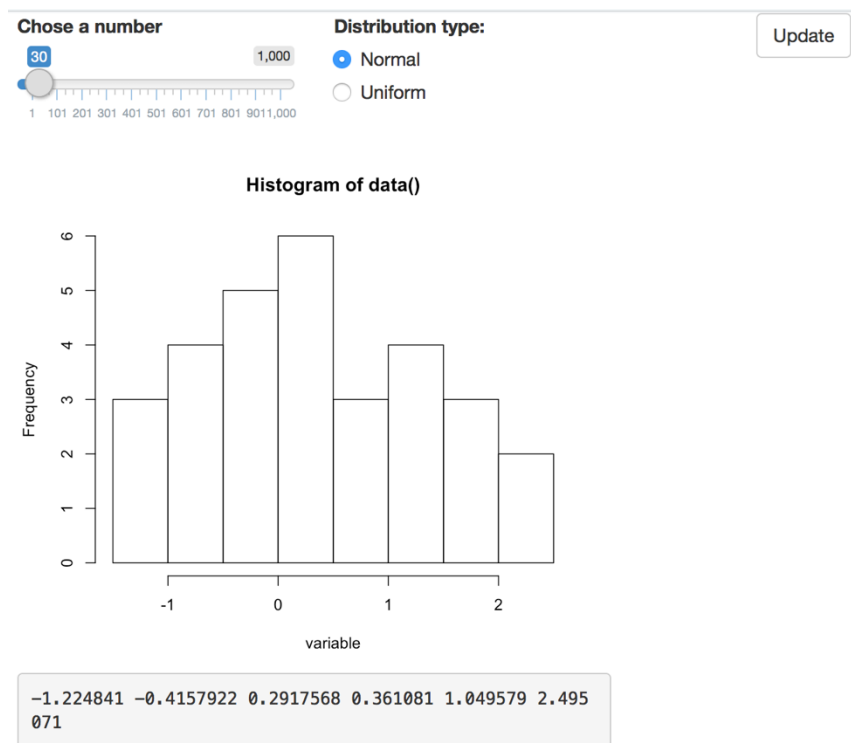 Chose a number
Distribution type:
Update
30
1,000
Normal
Uniform
1 101 201 301 401 501 601 701 801 9011,000
Histogram of data()
6
5
4
3
2
1
0
Frequency
-1 0 1 2
variable
-1.224841 -0.4157922 0.2917568 0.361081 1.049579 2.495
071